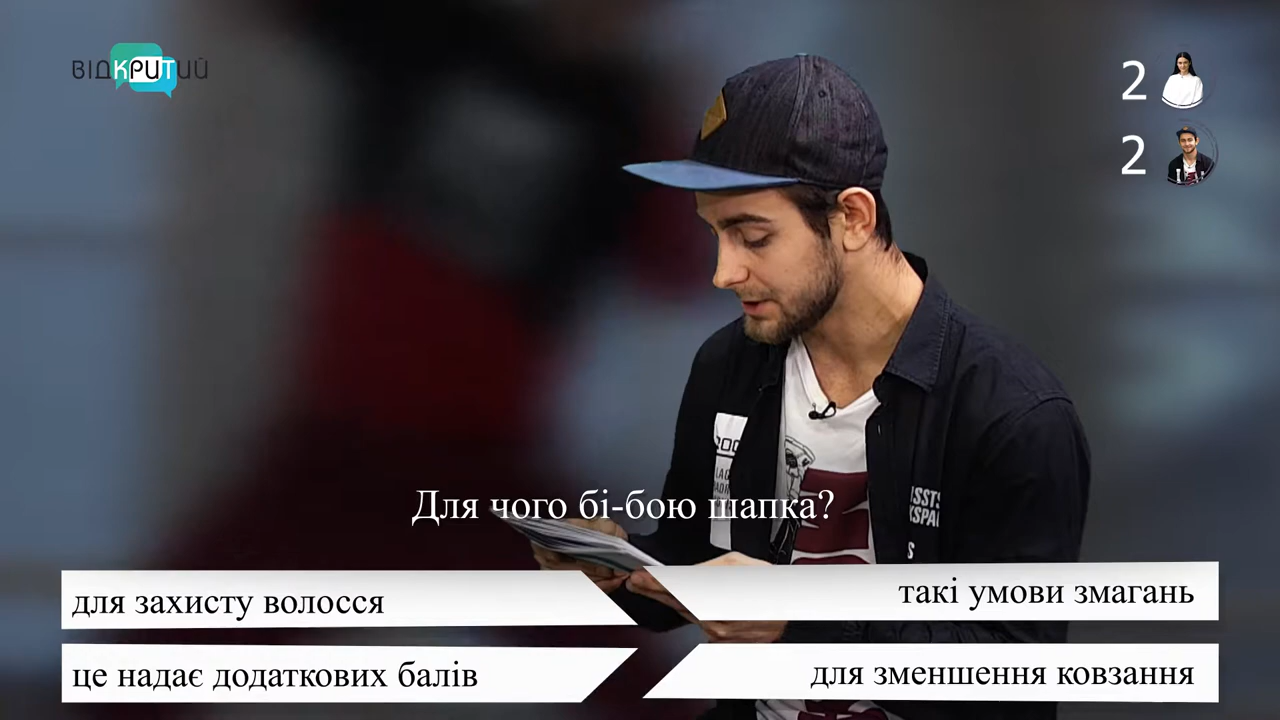 ВІДКРИТИЙ
2
2
Для чого бі-бою шапка?
для захисту волосся
такі умови змагань
це надає додаткових балів
для зменшення ковзання